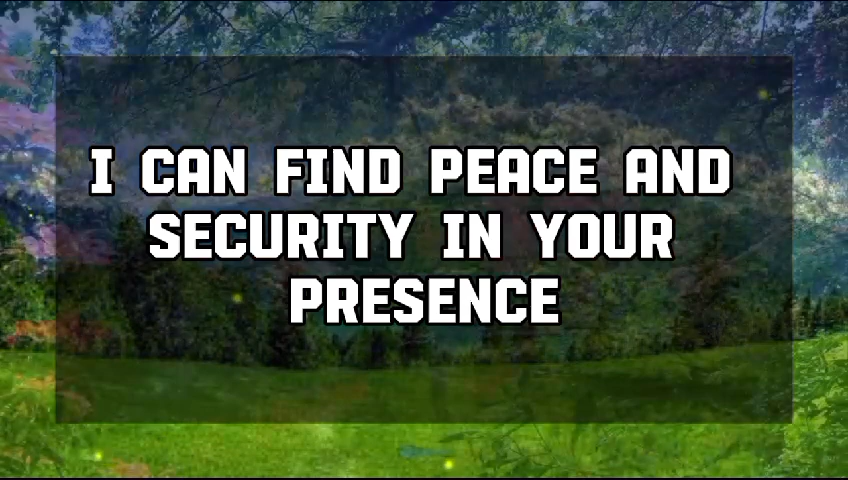 I CAN FIND PEACE AND
SECURITY IN YOUR
PRESENCE